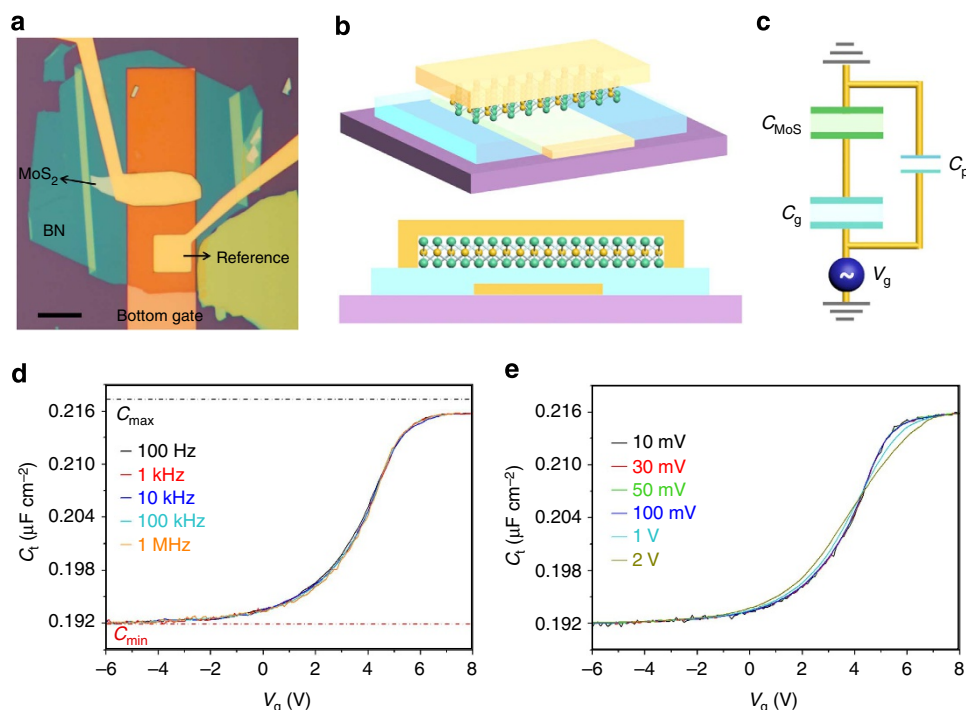 a
MoS2
BN
Reference
Bottom gate
b
c
CMoS
Cg
Cp
~
Vg
d
Ct (μF cm–2)
0.216
0.210
0.204
0.198
0.192
Cmax
100 Hz
1 kHz
10 kHz
100 kHz
1 MHz
Cmin
–6 –4 –2 0 2 4 6 8
Vg (V)
e
Ct (μF cm–2)
0.216
0.210
0.204
0.198
0.192
10 mV
30 mV
50 mV
100 mV
1 V
2 V
–6 –4 –2 0 2 4 6 8
Vg (V)